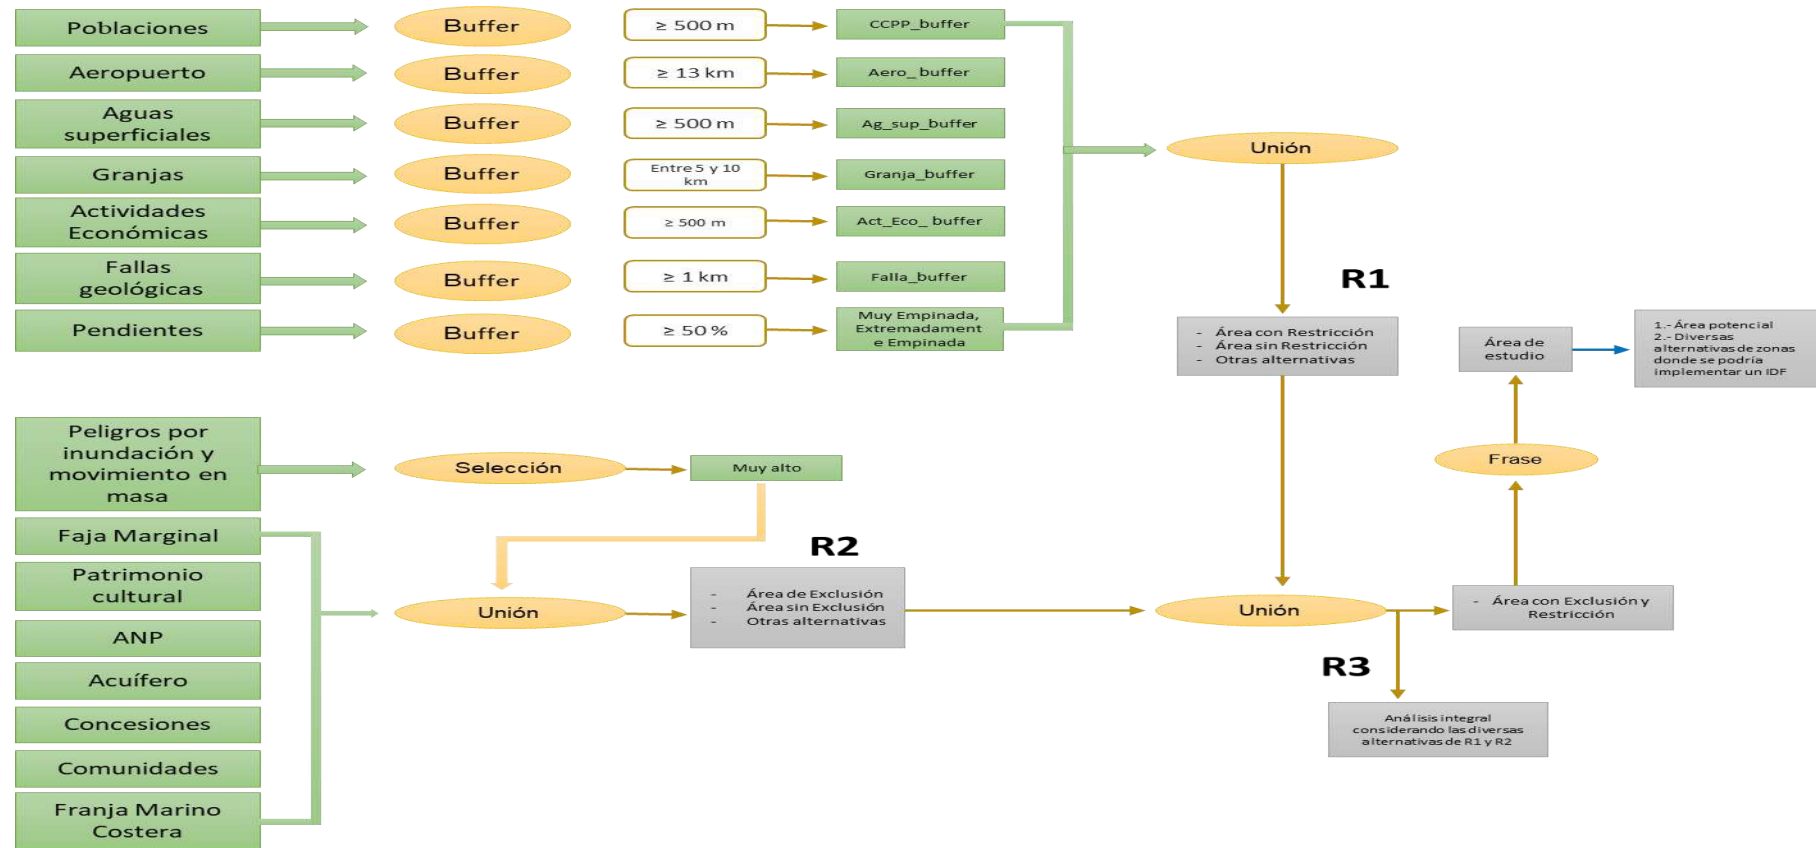 Poblaciones
Buffer
≥ 500 m
CCPP_buffer
Aeropuerto
Buffer
≥ 13 km
Aero_ buffer
Aguas
superficiales
Buffer
≥ 500 m
Ag_sup_buffer
Unión
Granjas
Buffer
Entre 5 y 10
km
Granja_buffer
Actividades
Económicas
Buffer
≥ 500 m
Act_Eco_ buffer
Fallas
geológicas
Buffer
≥ 1 km
Falla_buffer
R1
Pendientes
Buffer
≥ 50 %
Muy Empinada,
Extremadament
e Empinada
- Área con Restricción
- Área sin Restricción
- Otras alternativas
Área de
estudio
1.- Área potencial
2.- Diversas
alternativas de zonas
donde se podría
implementar un IDF
Peligros por
inundación y
movimiento en
masa
Selección
Muy alto
Frase
Faja Marginal
R2
Patrimonio
cultural
Unión
- Área de Exclusión
- Área sin Exclusión
- Otras alternativas
Unión
- Área con Exclusión y
Restricción
ANP
Acuífero
R3
Concesiones
Análisis integral
considerando las diversas
alternativas de R1 y R2
Comunidades
Franja Marino
Costera